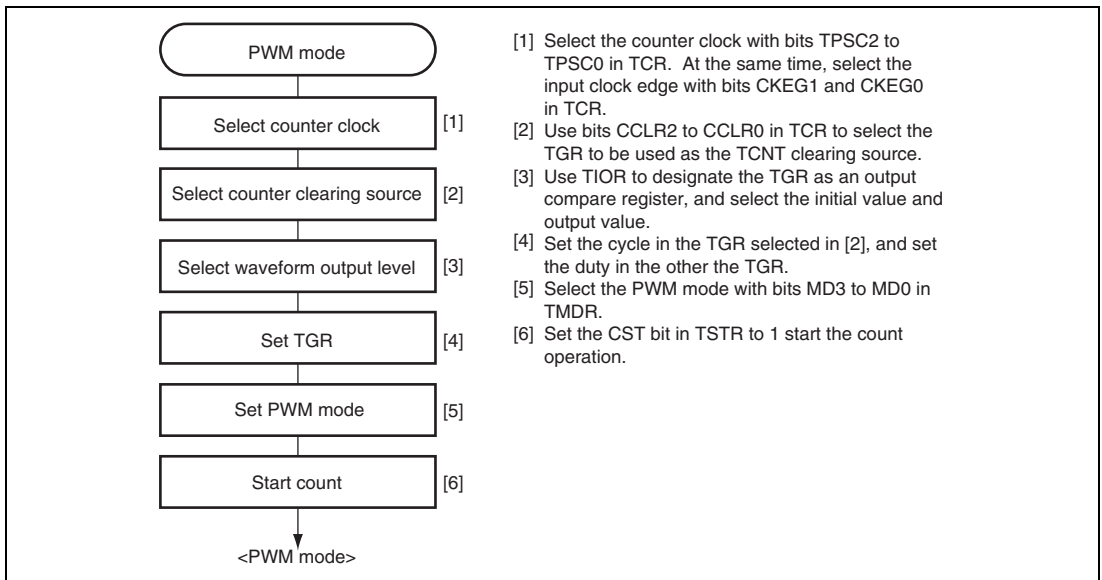 PWM mode
Select counter clock
[1]
Select counter clearing source
[2]
Select waveform output level
[3]
Set TGR
[4]
Set PWM mode
[5]
Start count
[6]
<PWM mode>
[1] Select the counter clock with bits TPSC2 to
TPSC0 in TCR.  At the same time, select the
input clock edge with bits CKEG1 and CKEG0
in TCR.
[2] Use bits CCLR2 to CCLR0 in TCR to select the
TGR to be used as the TCNT clearing source.
[3] Use TIOR to designate the TGR as an output
compare register, and select the initial value and
output value.
[4] Set the cycle in the TGR selected in [2], and set
the duty in the other the TGR.
[5] Select the PWM mode with bits MD3 to MD0 in
TMDR.
[6] Set the CST bit in TSTR to 1 start the count
operation.